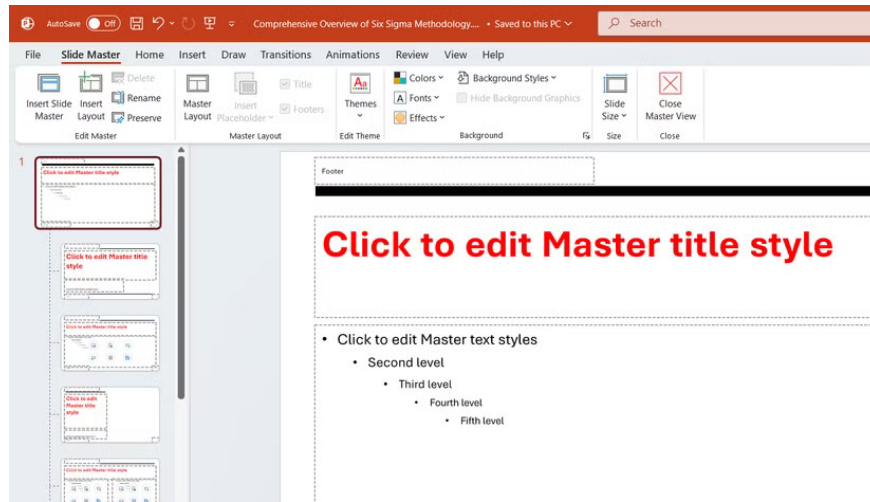 AutoSave Off Comprehensive Overview of Six Sigma Methodology.... • Saved to this PC Search
File Slide Master Home Insert Draw Transitions Animations Review View Help
Insert Slide Master
Insert Layout
Delete
Rename
Preserve
Edit Master
Master Layout
Insert Placeholder
Title
Footers
Master Layout
Aa
Themes
Edit Theme
Colors
A Fonts
Effects
Background Styles
Hide Background Graphics
Background
Slide Size
Size
Close Master View
Close
1
Click to edit Master title style
Click to edit Master title
style
Click to edit Master title style
Click to edit
Master title
style
Click to edit Master title style
Footer
Click to edit Master title style
• Click to edit Master text styles
• Second level
• Third level
• Fourth level
• Fifth level